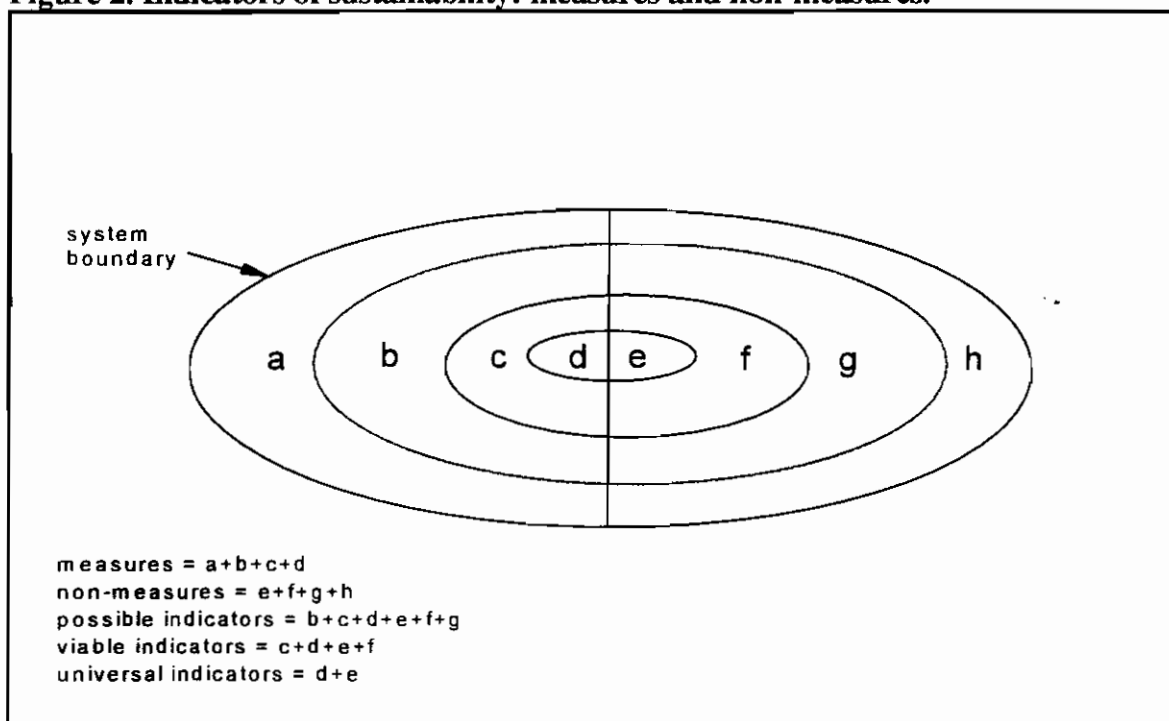 Figure 2. Indicators of sustainability: measures and non-measures.
system
boundary
a b c d e f g h
measures = a+b+c+d
non-measures = e+f+g+h
possible indicators = b+c+d+e+f+g
viable indicators = c+d+e+f
universal indicators = d+e